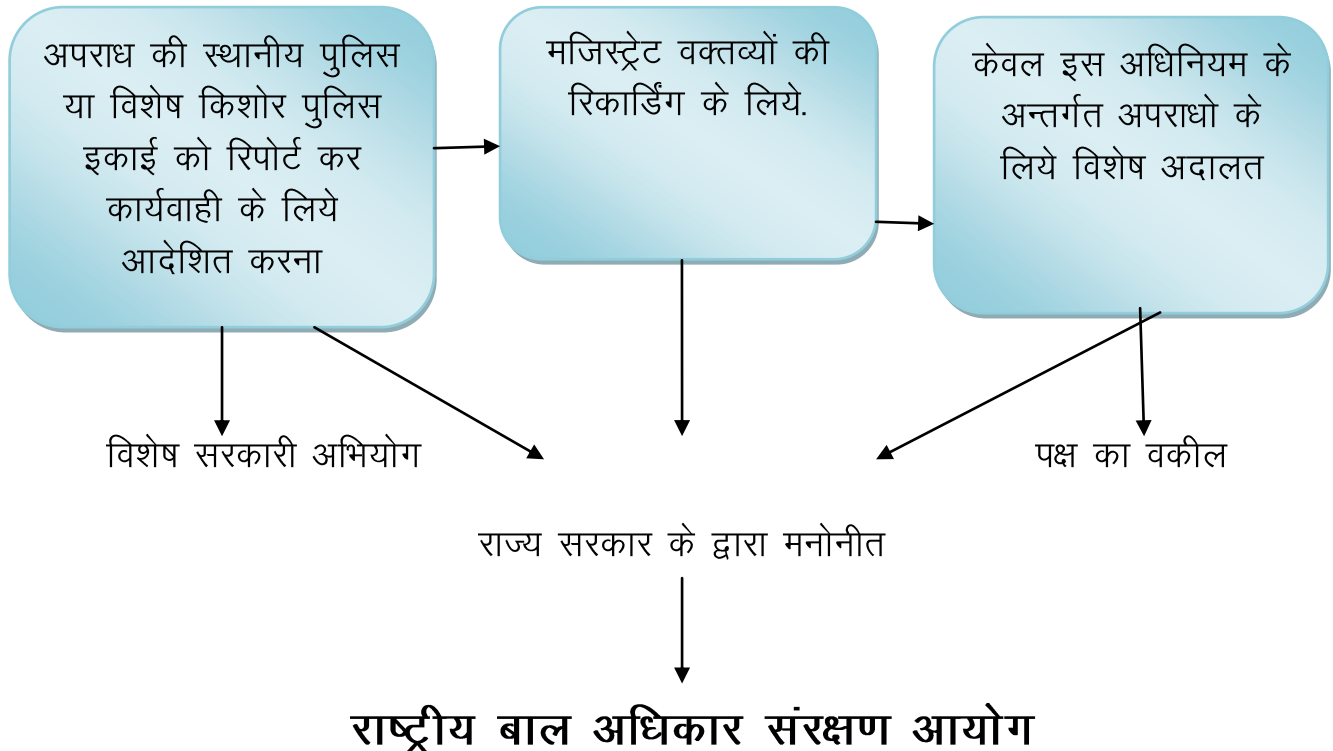 अपराध की स्थानीय पुलिस
या विशेष किशोर पुलिस
इकाई को रिपोर्ट कर
कार्यवाही के लिये
आदेशित करना
मजिस्ट्रेट वक्तव्यों की
रिकार्डिंग के लिये.
केवल इस अधिनियम के
अन्तर्गत अपराधो के
लिये विशेष अदालत
विशेष सरकारी अभियोग
पक्ष का वकील
राज्य सरकार के द्वारा मनोनीत
राष्ट्रीय बाल अधिकार संरक्षण आयोग